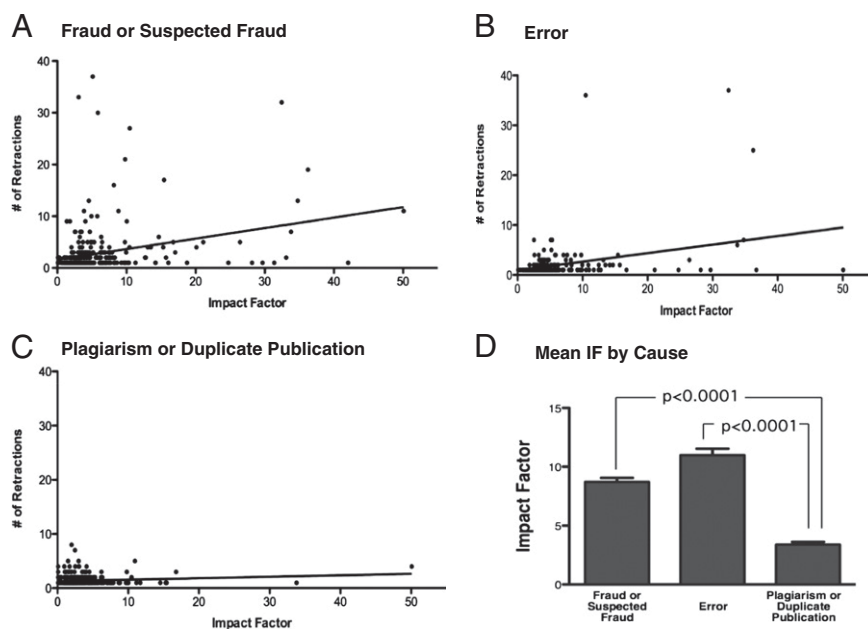 A Fraud or Suspected Fraud
40
30
20
10
0
# of Retractions
0 10 20 30 40 50
Impact Factor
B Error
40
30
20
10
0
# of Retractions
0 10 20 30 40 50
Impact Factor
C Plagiarism or Duplicate Publication
40
30
20
10
0
# of Retractions
0 10 20 30 40 50
Impact Factor
D Mean IF by Cause
p<0.0001
p<0.0001
15
10
5
0
Impact Factor
Fraud or
Suspected
Fraud
Error
Plagiarism or
Duplicate
Publication